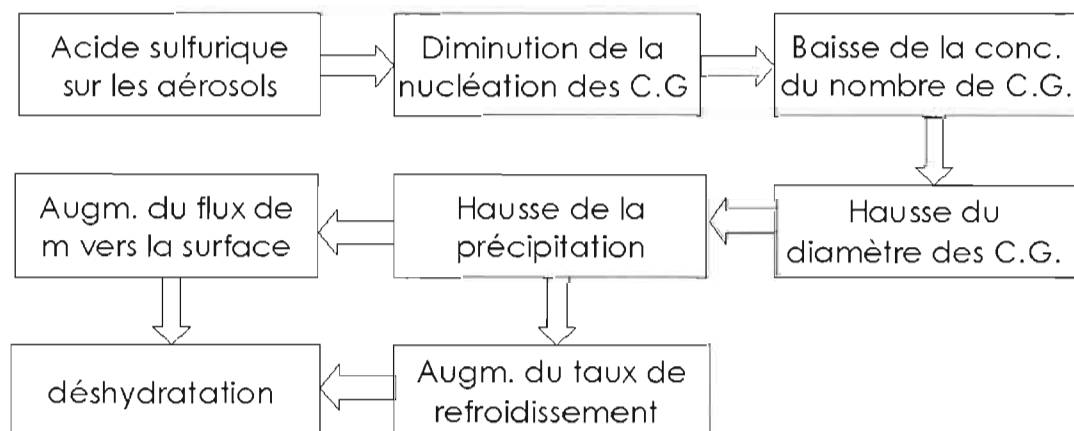 Acide sulfurique
sur les aérosols
Diminution de la
nucléation des C.G
Baisse de la conc.
du nombre de C.G.
Hausse du
diamètre des C.G.
Hausse de la
précipitation
Augm. du flux de
m vers la surface
Augm. du taux de
refroidissement
déshydratation